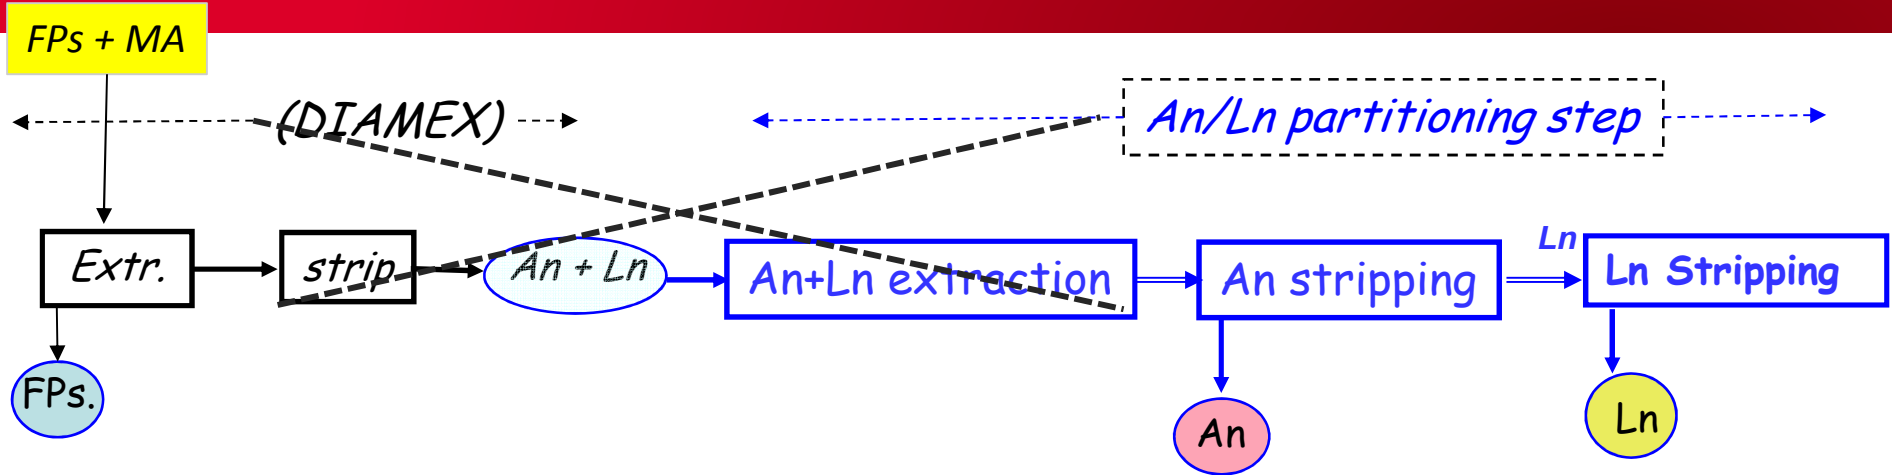 FPs + MA
(DIAMEX)
An/Ln partitioning step
Extr.
strip
An + Ln
An+Ln extraction
An stripping
Ln
Ln Stripping
FPs.
An
Ln